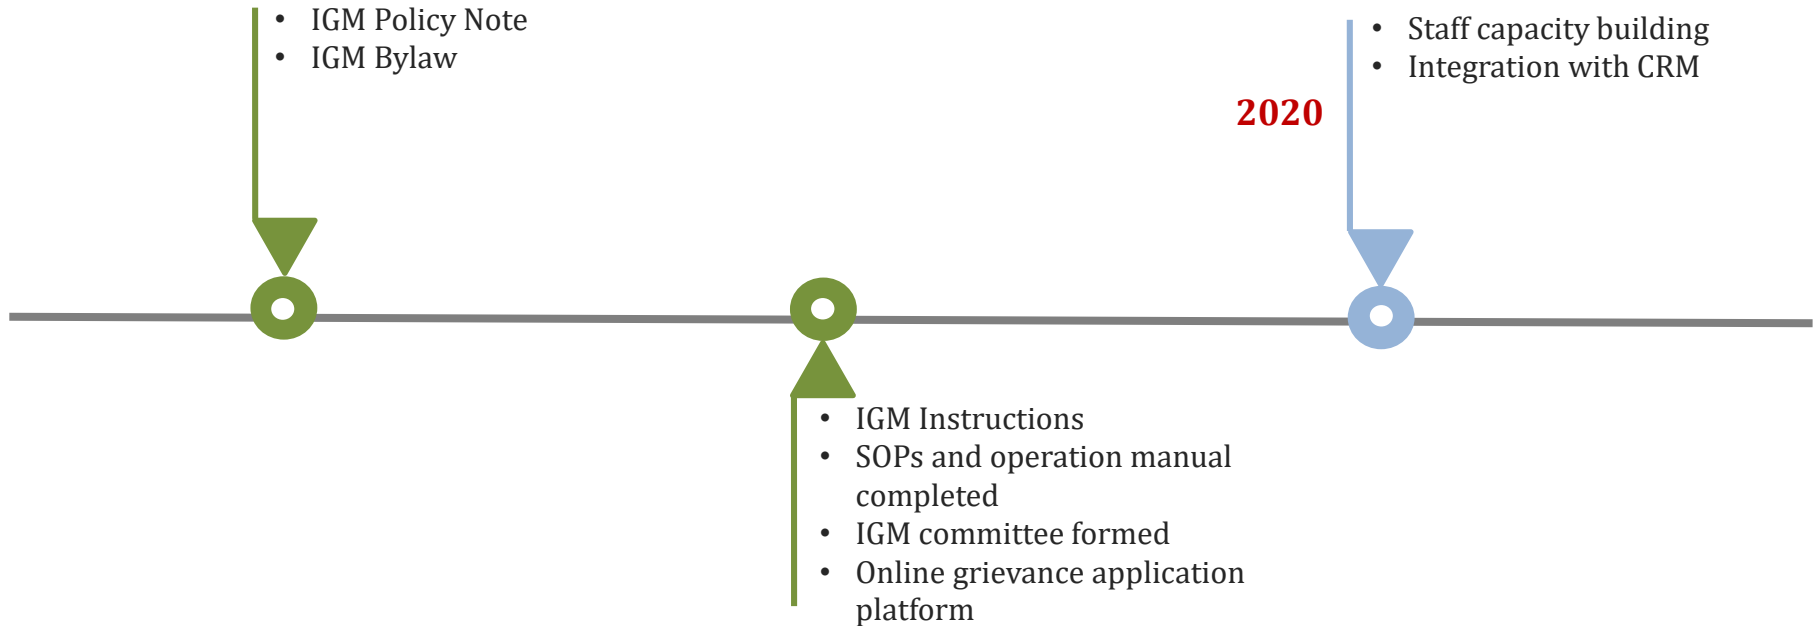 • IGM Policy Note
• IGM Bylaw
2020
• Staff capacity building
• Integration with CRM
• IGM Instructions
• SOPs and operation manual
completed
• IGM committee formed
• Online grievance application
platform